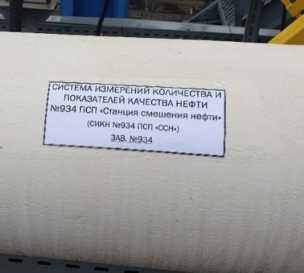 СИСТЕМА ИЗМЕРЕНИЙ КОЛИЧЕСТВА И
ПОКАЗАТЕЛЕЙ КАЧЕСТВА НЕФТИ
№934 ПСП «Станция смешения нефти»
(СИКН №934 ПСП «ССН»)
ЗАВ. №934